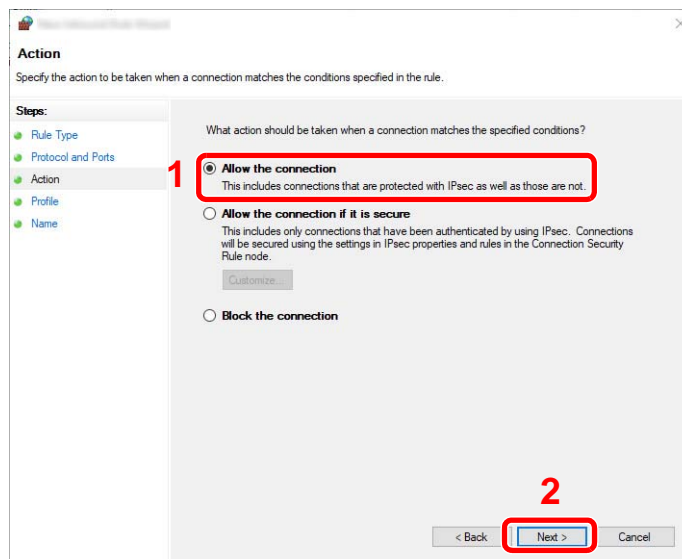 Action
Specify the action to be taken when a connection matches the conditions specified in the rule.
Steps:
Rule Type
Protocol and Ports
Action
Profile
Name
What action should be taken when a connection matches the specified conditions?
1
Allow the connection
This includes connections that are protected with IPsec as well as those are not.
Allow the connection if it is secure
This includes only connections that have been authenticated by using IPsec. Connections
will be secured using the settings in IPsec properties and rules in the Connection Security
Rule node.
Customize...
Block the connection
2
< Back
Next >
Cancel